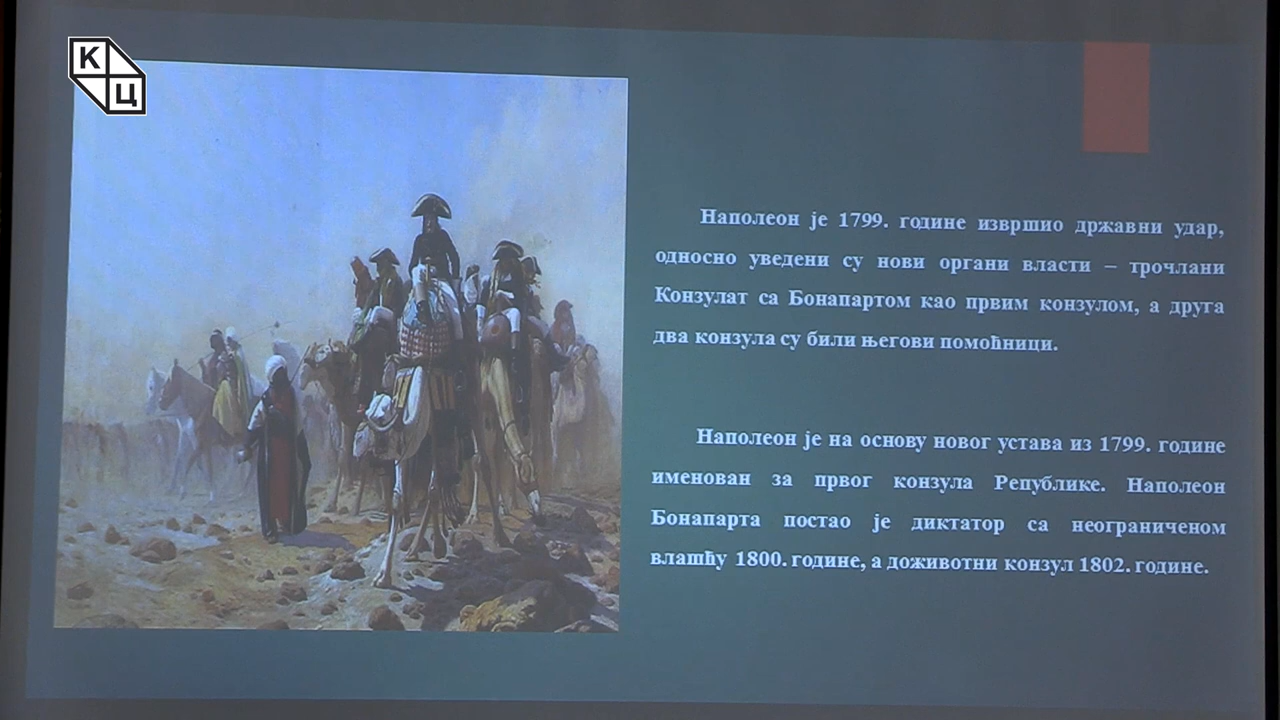 К
Ц
Наполеон је 1799. године извршио државни удар,
односно уведени су нови органи власти – трочлани
Конзулат са Бонапартом као првим конзулом, а друга
два конзула су били његови помоћници.
Наполеон је на основу новог устава из 1799. године
именован за првог конзула Републике. Наполеон
Бонапарта постао је диктатор са неограниченом
влашћу 1800. године, а доживотни конзул 1802. године.